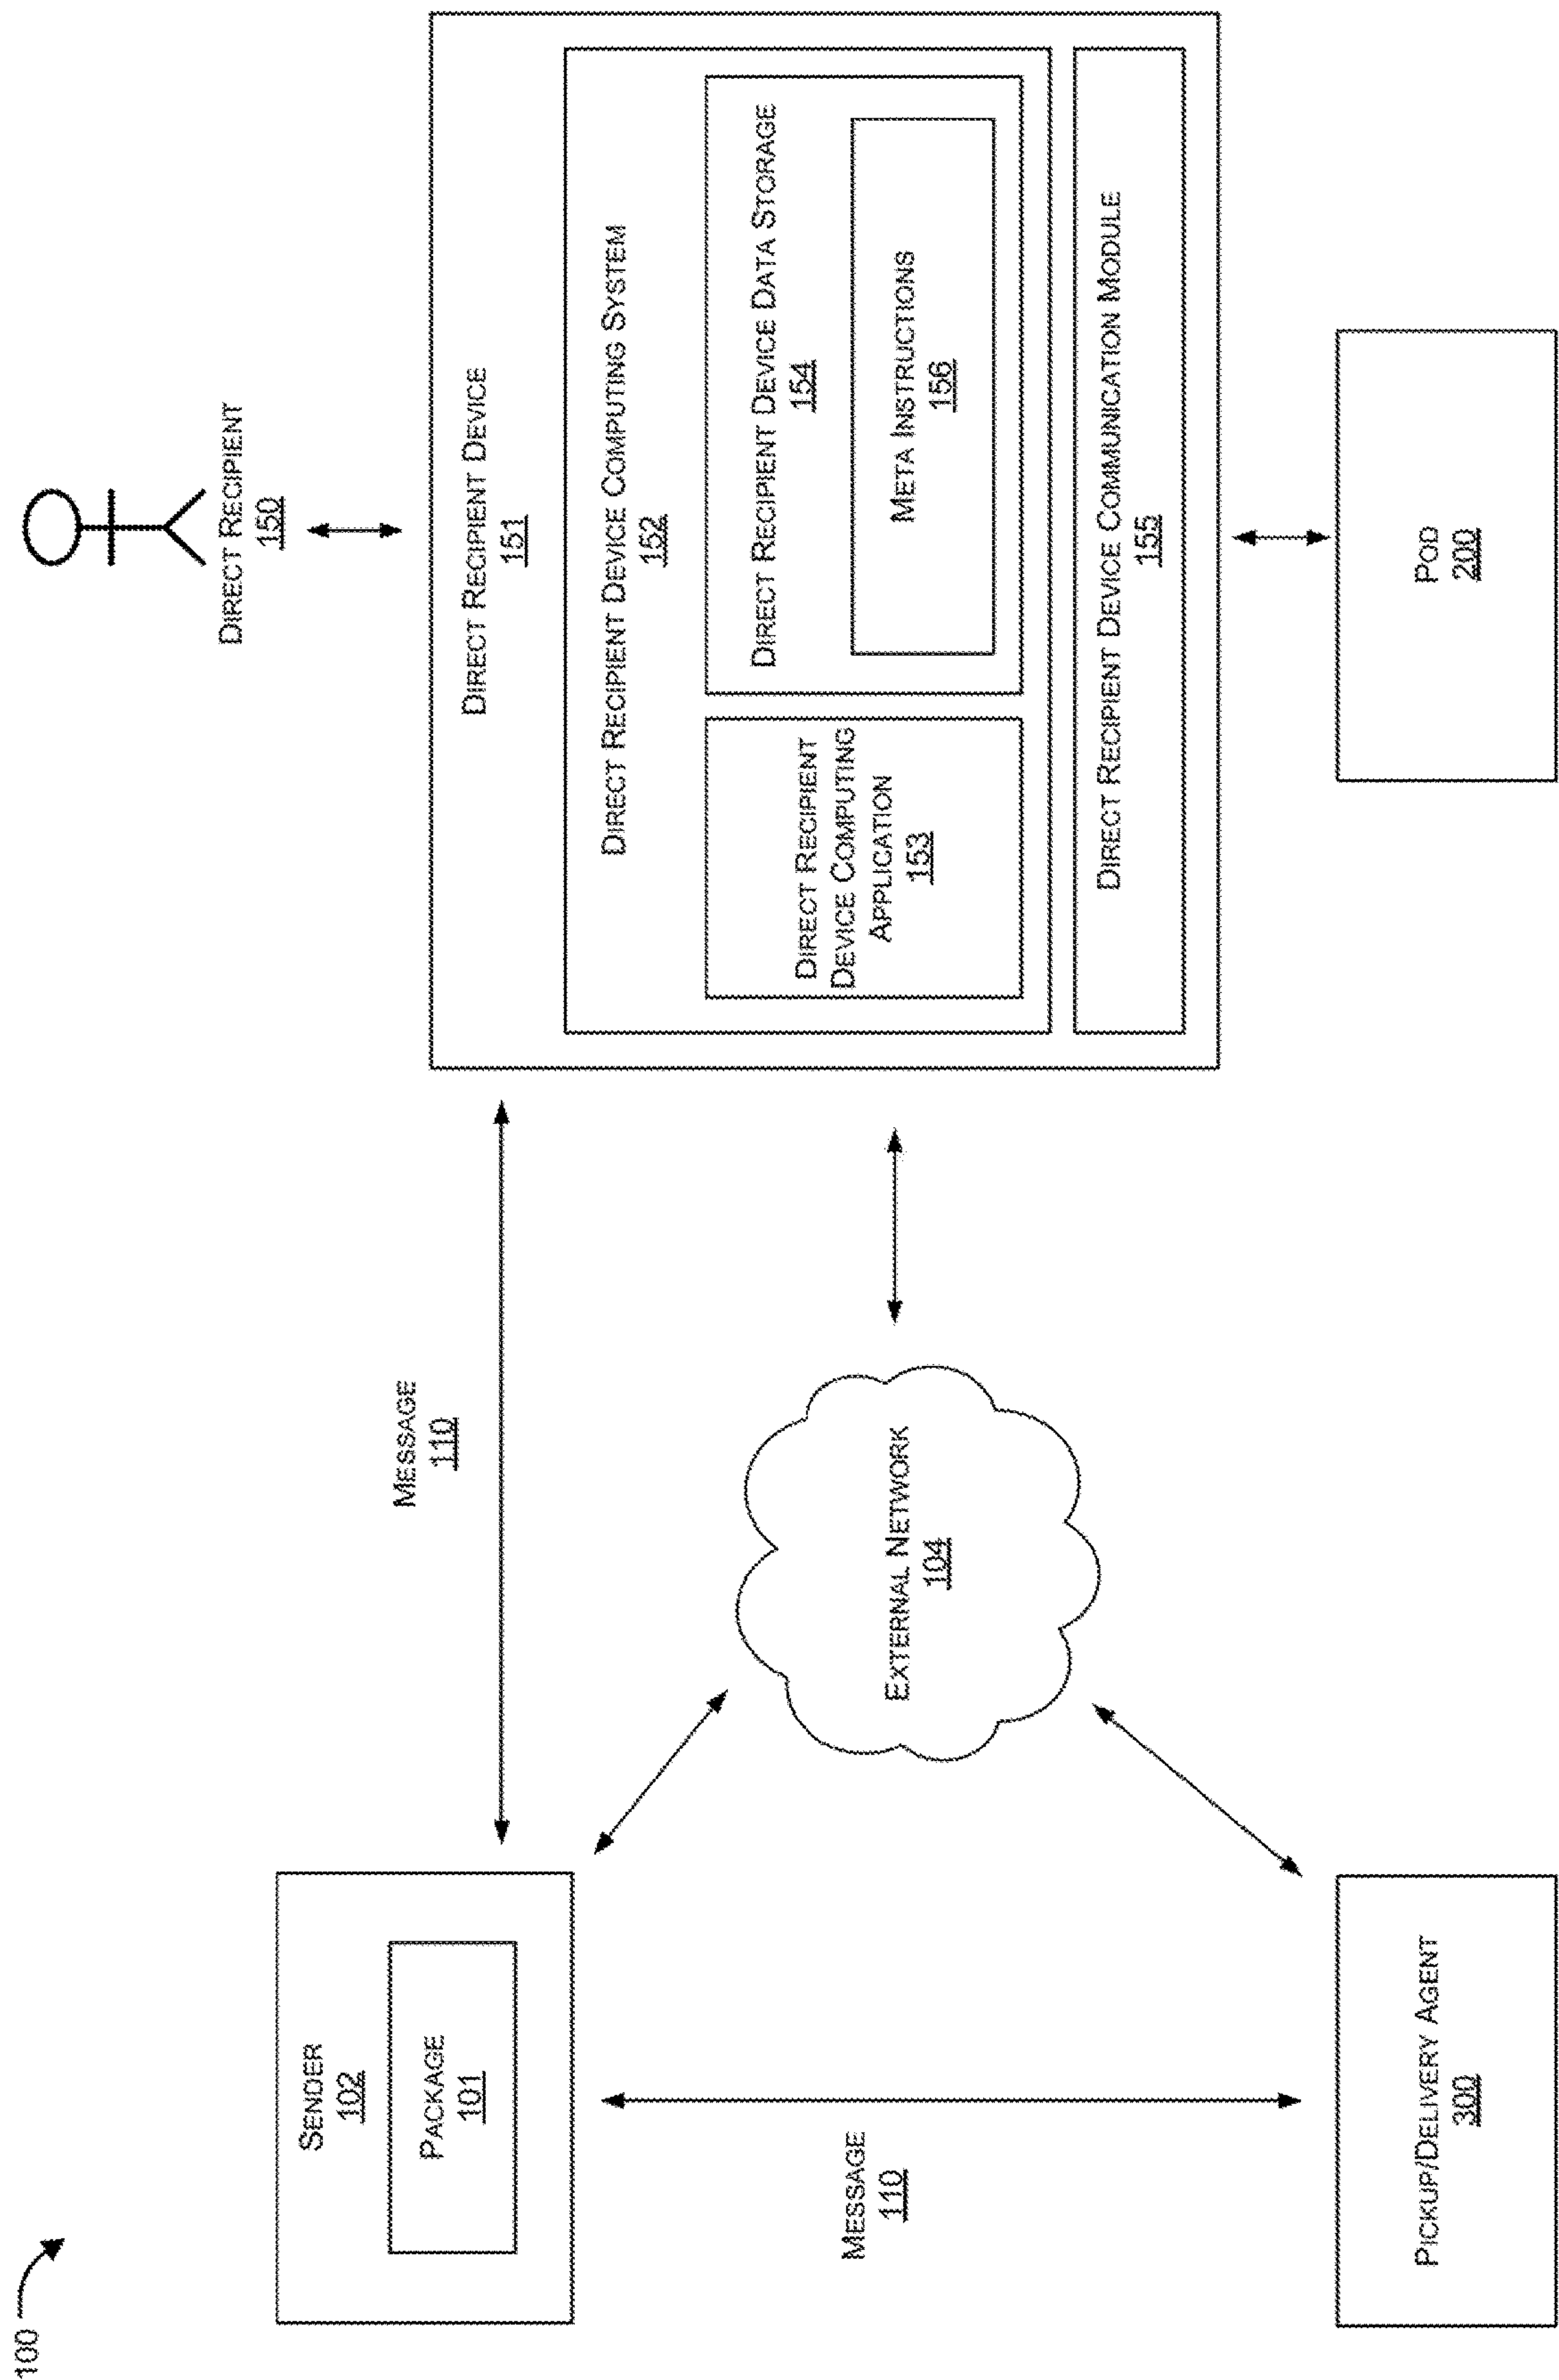 100
SENDER
102
PACKAGE
101
MESSAGE
110
MESSAGE
110
PICKUP/DELIVERY AGENT
300
EXTERNAL NETWORK
104
DIRECT RECIPIENT
150
DIRECT RECIPIENT DEVICE
151
DIRECT RECIPIENT DEVICE COMPUTING SYSTEM
152
DIRECT RECIPIENT
DEVICE COMPUTING
APPLICATION
153
DIRECT RECIPIENT DEVICE DATA STORAGE
154
META INSTRUCTIONS
156
DIRECT RECIPIENT DEVICE COMMUNICATION MODULE
155
POD
200